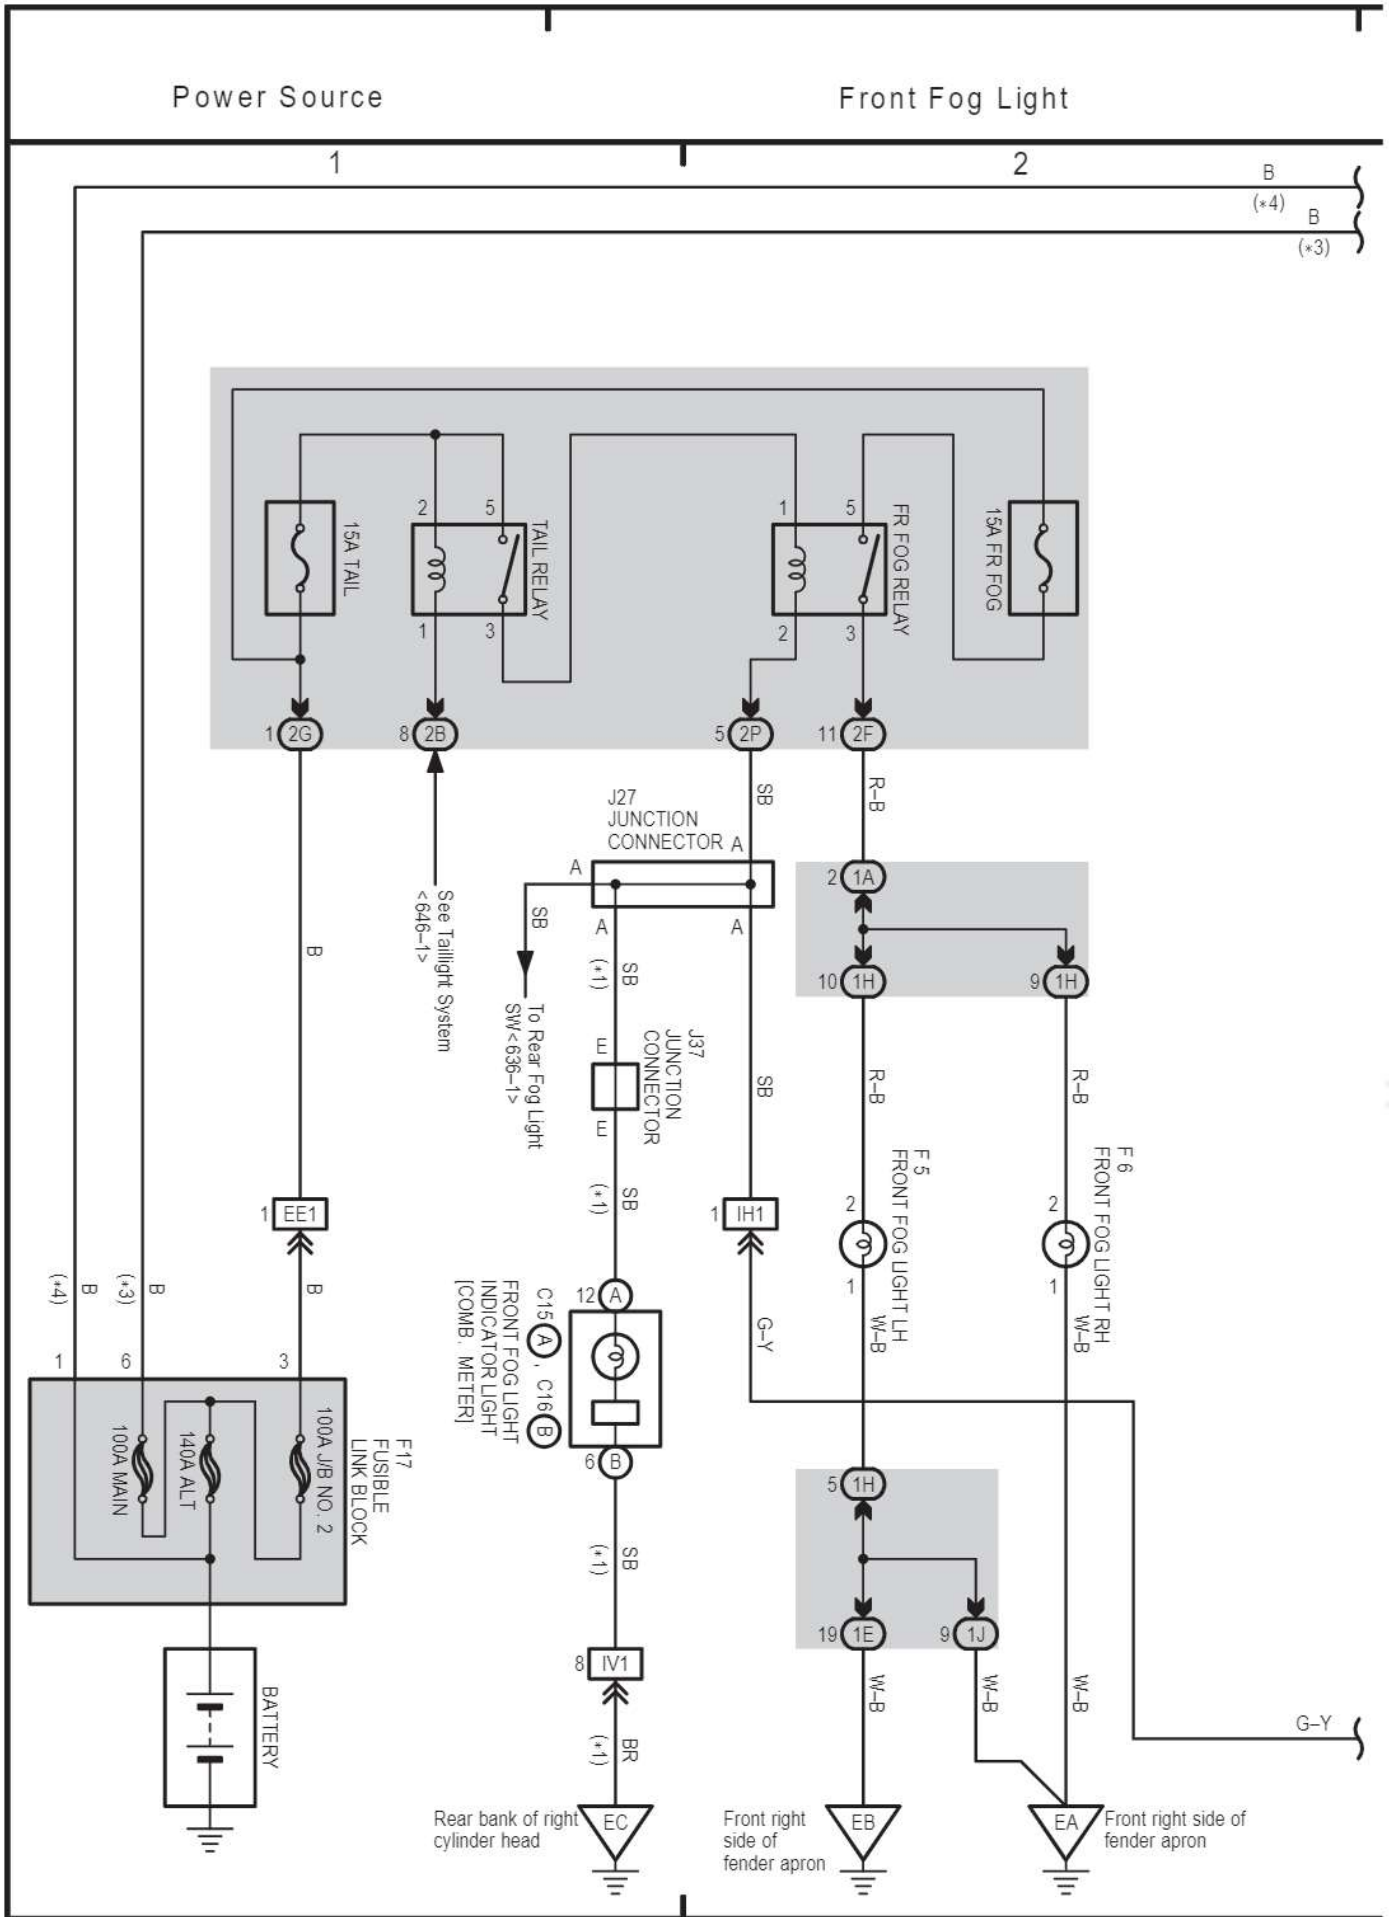 Power Source
Front Fog Light
1
2
B
(*4)
B
(*3)
15A TAIL
2
5
TAIL RELAY
1
3
1
5
FR FOG RELAY
2
3
15A FR FOG
1
2G
8
2B
5
2P
11
2F
SB
R–B
J27
JUNCTION
CONNECTOR
A
A
A
A
SB
See Taillight System
<646–1>
B
SB
(*1)
To Rear Fog Light
SW<636–1>
2
1A
10
1H
9
1H
E
J37
JUNCTION
CONNECTOR
E
SB
R–B
R–B
SB
(*1)
1
EE1
1
IH1
2
F 5
FRONT FOG LIGHT LH
1
2
F 6
FRONT FOG LIGHT RH
1
B
(*4)
B
(*3)
B
G–Y
W–B
W–B
12
A
C15 A , C16 B
FRONT FOG LIGHT
INDICATOR LIGHT
[COMB. METER]
6
B
1
6
3
100A MAIN
140A ALT
100A J/B NO. 2
F17
FUSIBLE
LINK BLOCK
5
1H
SB
(*1)
19
1E
9
1J
8
IV1
BATTERY
BR
(*1)
W–B
W–B
W–B
G–Y
Rear bank of right
cylinder head
EC
Front right
side of
fender apron
EB
EA
Front right side of
fender apron